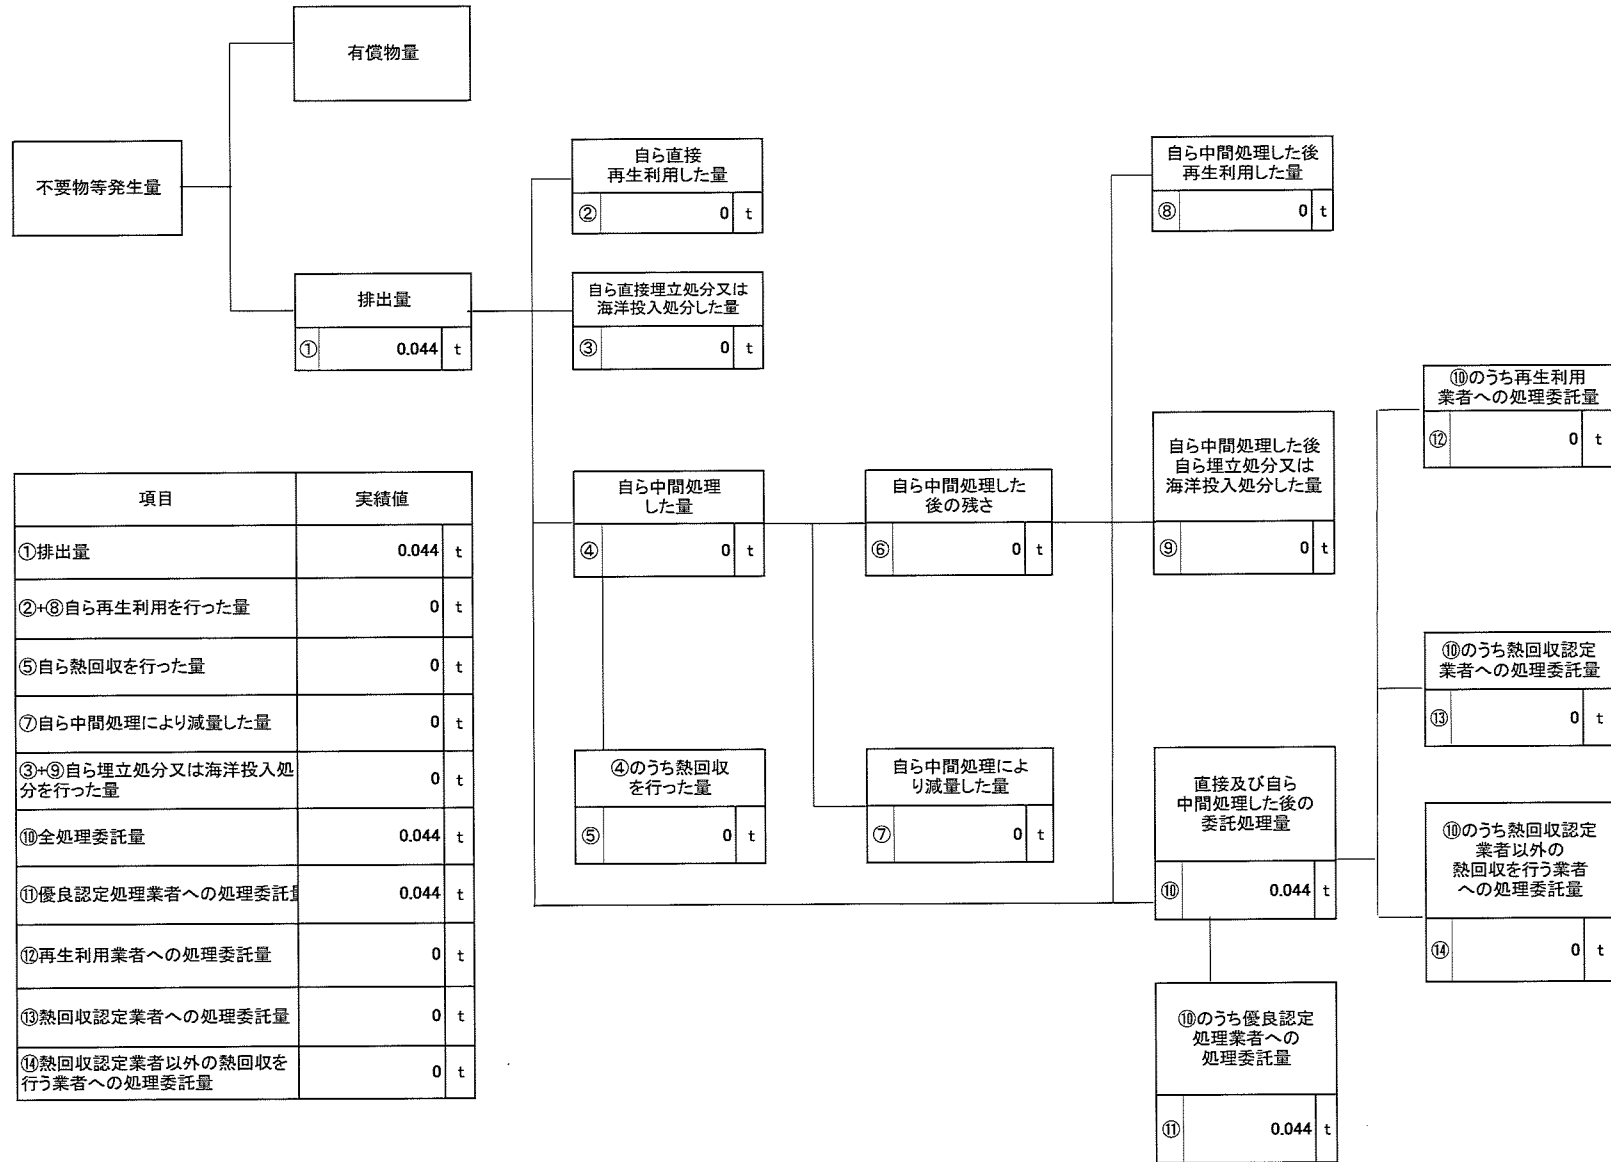 有償物量
不要物等発生量
排出量
① 0.044 t
自ら直接
再生利用した量
② 0 t
自ら直接埋立処分又は
海洋投入処分した量
③ 0 t
自ら中間処理
した量
④ 0 t
④のうち熱回収
を行った量
⑤ 0 t
自ら中間処理した
後の残さ
⑥ 0 t
自ら中間処理によ
り減量した量
⑦ 0 t
自ら中間処理した後
再生利用した量
⑧ 0 t
自ら中間処理した後
自ら埋立処分又は
海洋投入処分した量
⑨ 0 t
直接及び自ら
中間処理した後の
委託処理量
⑩ 0.044 t
⑩のうち優良認定
処理業者への
処理委託量
⑪ 0.044 t
⑩のうち再生利用
業者への処理委託量
⑫ 0 t
⑩のうち熱回収認定
業者への処理委託量
⑬ 0 t
⑩のうち熱回収認定
業者以外の
熱回収を行う業者
への処理委託量
⑭ 0 t
項目 実績値
①排出量 0.044 t
②+⑧自ら再生利用を行った量 0 t
⑤自ら熱回収を行った量 0 t
⑦自ら中間処理により減量した量 0 t
③+⑨自ら埋立処分又は海洋投入処
分を行った量 0 t
⑩全処理委託量 0.044 t
⑪優良認定処理業者への処理委託量 0.044 t
⑫再生利用業者への処理委託量 0 t
⑬熱回収認定業者への処理委託量 0 t
⑭熱回収認定業者以外の熱回収を
行う業者への処理委託量 0 t